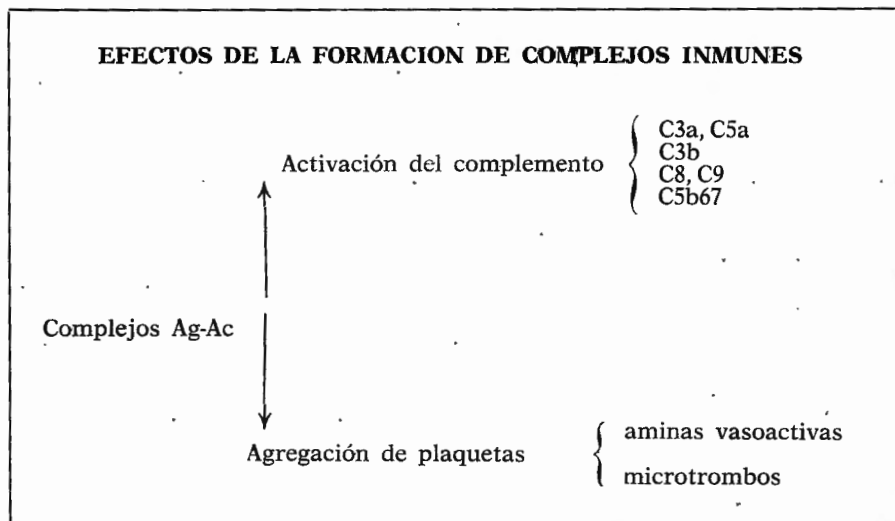 EFECTOS DE LA FORMACION DE COMPLEJOS INMUNES
Activación del complemento
C3a, C5a
C3b
C8, C9
C5b67
Complejos Ag-Ac
Agregación de plaquetas
aminas vasoactivas
microtrombos